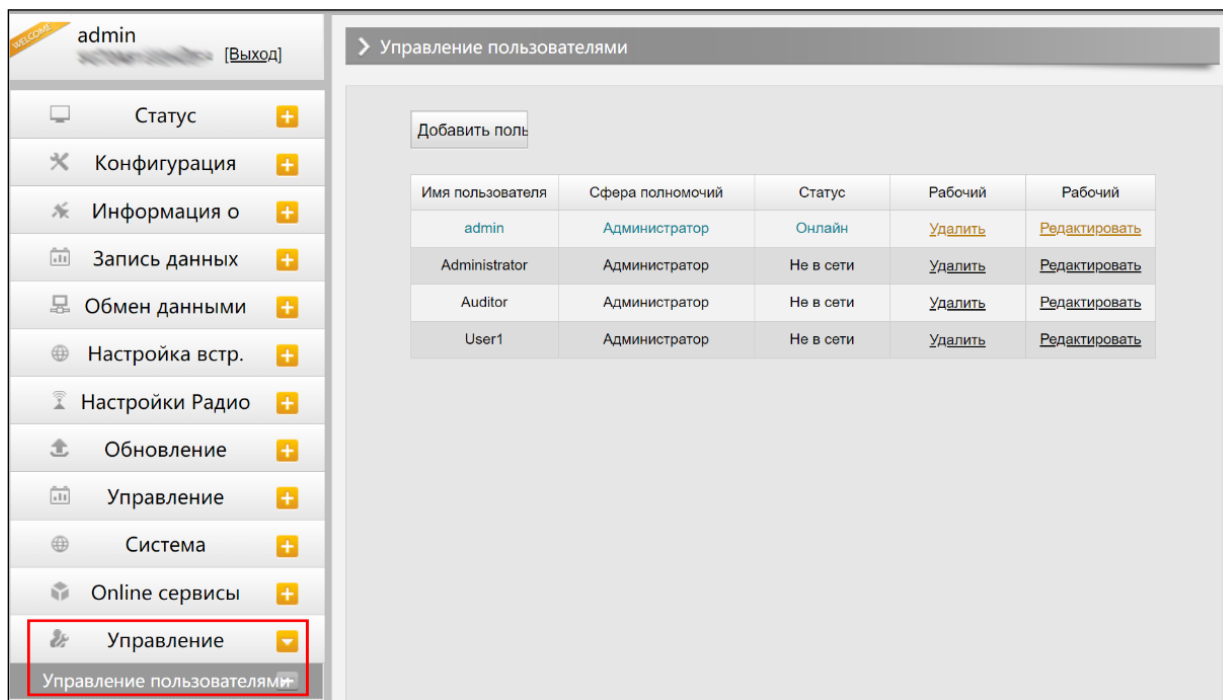 WELCOME
admin
[Выход]
Статус
Конфигурация
Информация о
Запись данных
Обмен данными
Настройка встр.
Настройки Радио
Обновление
Управление
Система
Online сервисы
Управление
Управление пользователями
Управление пользователями
Добавить поль
Имя пользователя Сфера полномочий Статус Рабочий Рабочий
admin Администратор Онлайн Удалить Редактировать
Administrator Администратор Не в сети Удалить Редактировать
Auditor Администратор Не в сети Удалить Редактировать
User1 Администратор Не в сети Удалить Редактировать